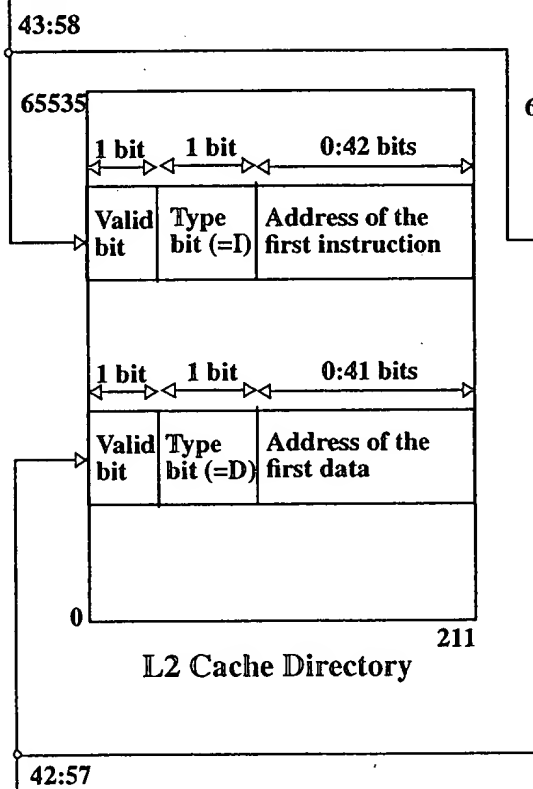 43:58
65535
6
1 bit 1 bit 0:42 bits
Valid bit
Type bit (=I)
Address of the first instruction
1 bit 1 bit 0:41 bits
Valid bit
Type bit (=D)
Address of the first data
0
211
L2 Cache Directory
42:57